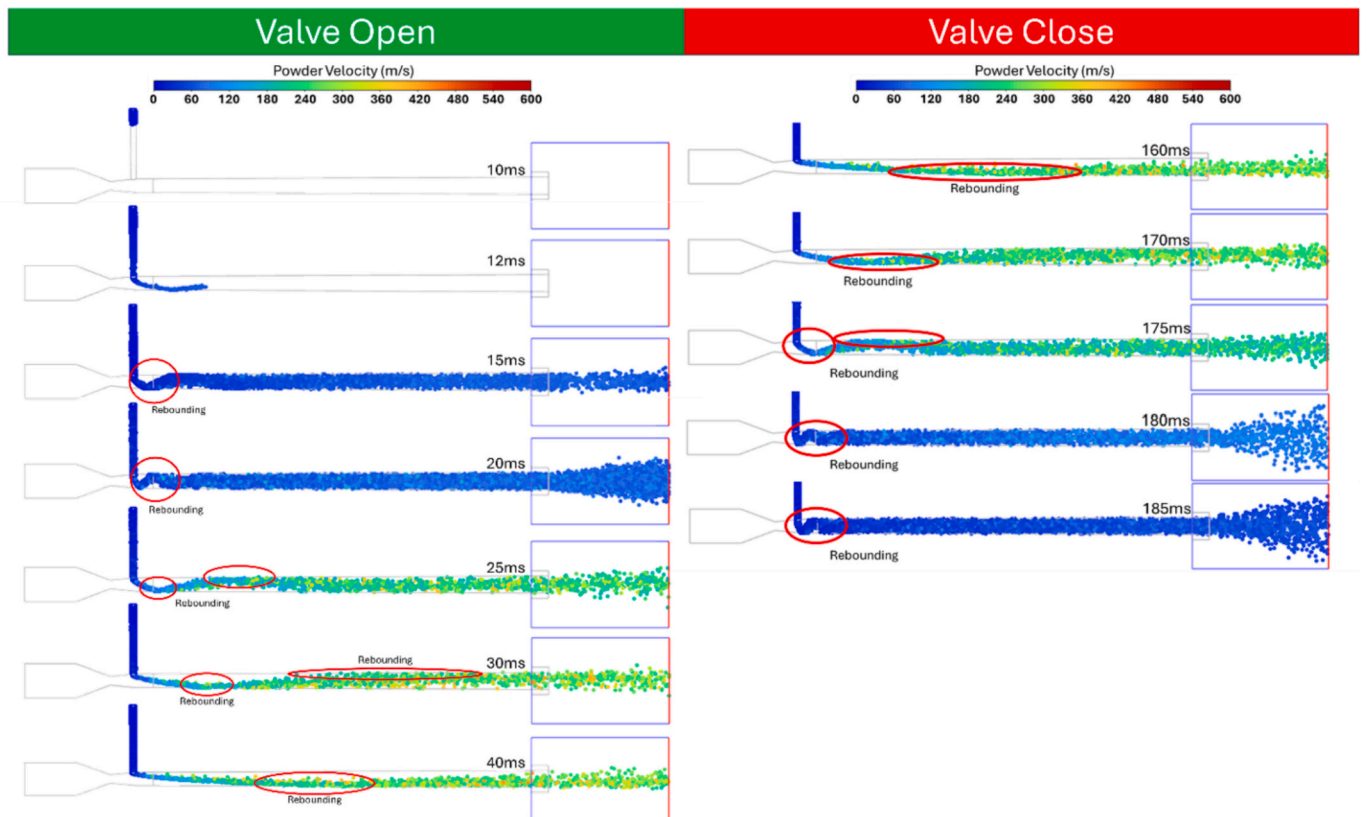 Valve Open
Powder Velocity (m/s)
0 60 120 180 240 300 360 420 480 540 600
10ms
12ms
15ms
Rebounding
20ms
Rebounding
25ms
Rebounding
30ms
Rebounding
Rebounding
40ms
Rebounding
Valve Close
Powder Velocity (m/s)
0 60 120 180 240 300 360 420 480 540 600
160ms
Rebounding
170ms
Rebounding
175ms
Rebounding
180ms
Rebounding
185ms
Rebounding